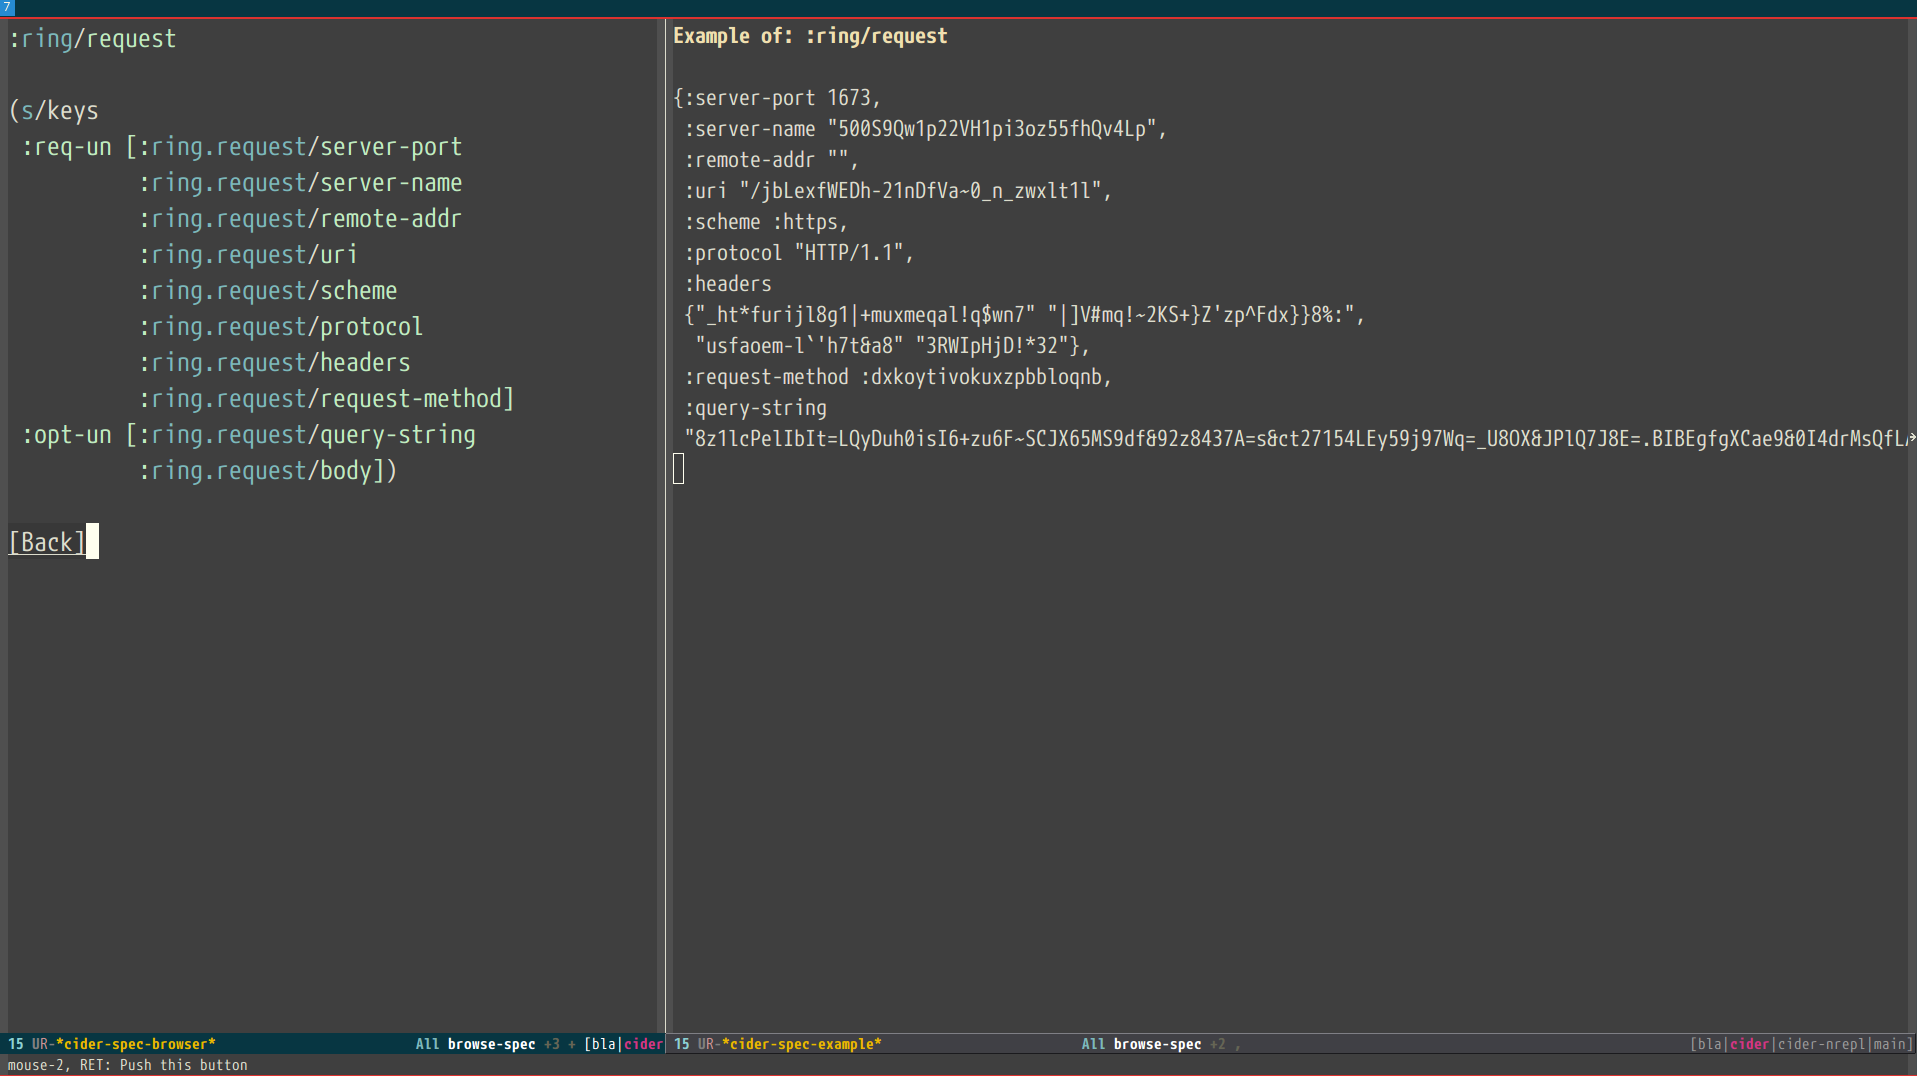 7
:ring/request
(s/keys
:req-un [:ring.request/server-port
:ring.request/server-name
:ring.request/remote-addr
:ring.request/uri
:ring.request/scheme
:ring.request/protocol
:ring.request/headers
:ring.request/request-method]
:opt-un [:ring.request/query-string
:ring.request/body])
[Back]
Example of: :ring/request
{:server-port 1673,
:server-name "500S9Qw1p22VH1pi3oz55fhQv4Lp",
:remote-addr "",
:uri "/jbLexfWEDh-21nDfVa~0_n_zwxlt1l",
:scheme :https,
:protocol "HTTP/1.1",
:headers
{"_ht*furijl8g1|+muxmeqal!q$wn7" "|]V#mq!~2KS+}Z'zp^Fdx}}8%:",
"usfaoem-l`'h7t&a8" "3RWIpHjD!*32"},
:request-method :dxkoytivokuxzpbbloqnb,
:query-string
"8z1lcPelIbIt=LQyDuh0isI6+zu6F~SCJX65MS9df&92z8437A=s&ct27154LEy59j97Wq=_U8OX&JPlQ7J8E=.BIBEgfgXCae9&0I4drMsQfL
15 UR-*cider-spec-browser* All browse-spec +3 + [bla|cider
15 UR-*cider-spec-example* All browse-spec +2 , [bla|cider|cider-nrepl|main]
mouse-2, RET: Push this button